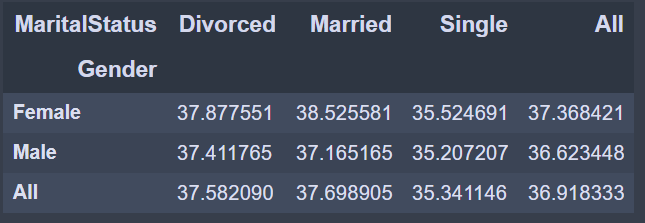 MaritalStatus Divorced Married Single All
Gender
Female 37.877551 38.525581 35.524691 37.368421
Male 37.411765 37.165165 35.207207 36.623448
All 37.582090 37.698905 35.341146 36.918333